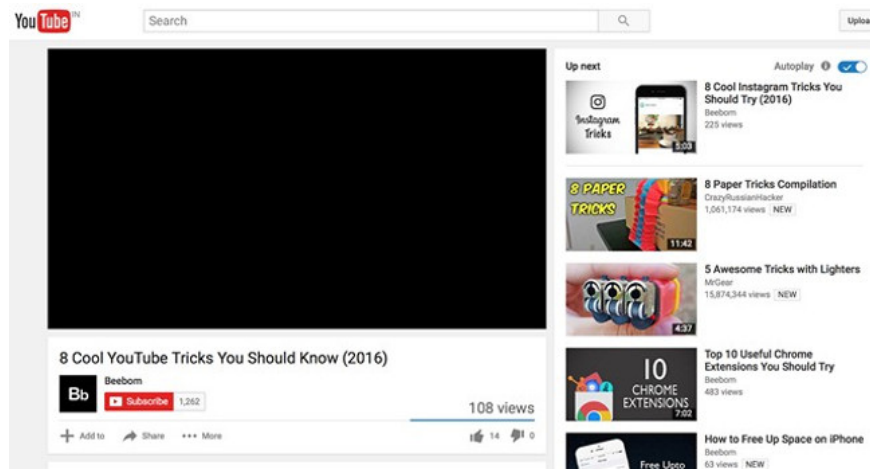 YouTube IN
Search
Uploa
Up next
Autoplay
8 Cool Instagram Tricks You
Should Try (2016)
Beebom
225 views
Instagram
Tricks
5:03
8 Paper Tricks Compilation
CrazyRussianHacker
1,061,174 views NEW
8 PAPER
TRICKS
11:42
5 Awesome Tricks with Lighters
MrGear
15,874,344 views NEW
4:37
Top 10 Useful Chrome
Extensions You Should Try
Beebom
483 views
10
CHROME
EXTENSIONS
7:02
How to Free Up Space on iPhone
Beebom
63 views NEW
Free Upto
8 Cool YouTube Tricks You Should Know (2016)
Bb
Beebom
Subscribe 1,262
108 views
Add to Share More
14 0